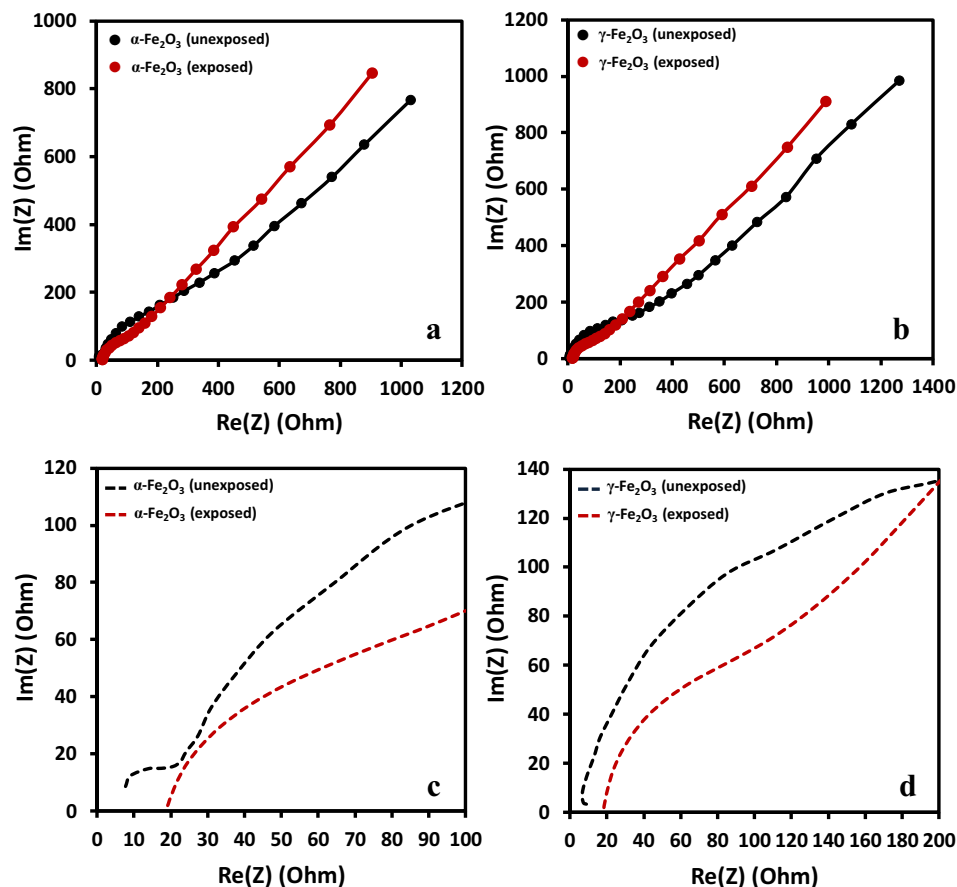 α-Fe₂O₃ (unexposed)
α-Fe₂O₃ (exposed)
1000
800
600
400
200
0
Im(Z) (Ohm)
0 200 400 600 800 1000 1200
Re(Z) (Ohm)
a
γ-Fe₂O₃ (unexposed)
γ-Fe₂O₃ (exposed)
1200
1000
800
600
400
200
0
Im(Z) (Ohm)
0 200 400 600 800 1000 1200 1400
Re(Z) (Ohm)
b
α-Fe₂O₃ (unexposed)
α-Fe₂O₃ (exposed)
120
100
80
60
40
20
0
Im(Z) (Ohm)
0 10 20 30 40 50 60 70 80 90 100
Re(Z) (Ohm)
c
γ-Fe₂O₃ (unexposed)
γ-Fe₂O₃ (exposed)
140
120
100
80
60
40
20
0
Im(Z) (Ohm)
0 20 40 60 80 100 120 140 160 180 200
Re(Z) (Ohm)
d